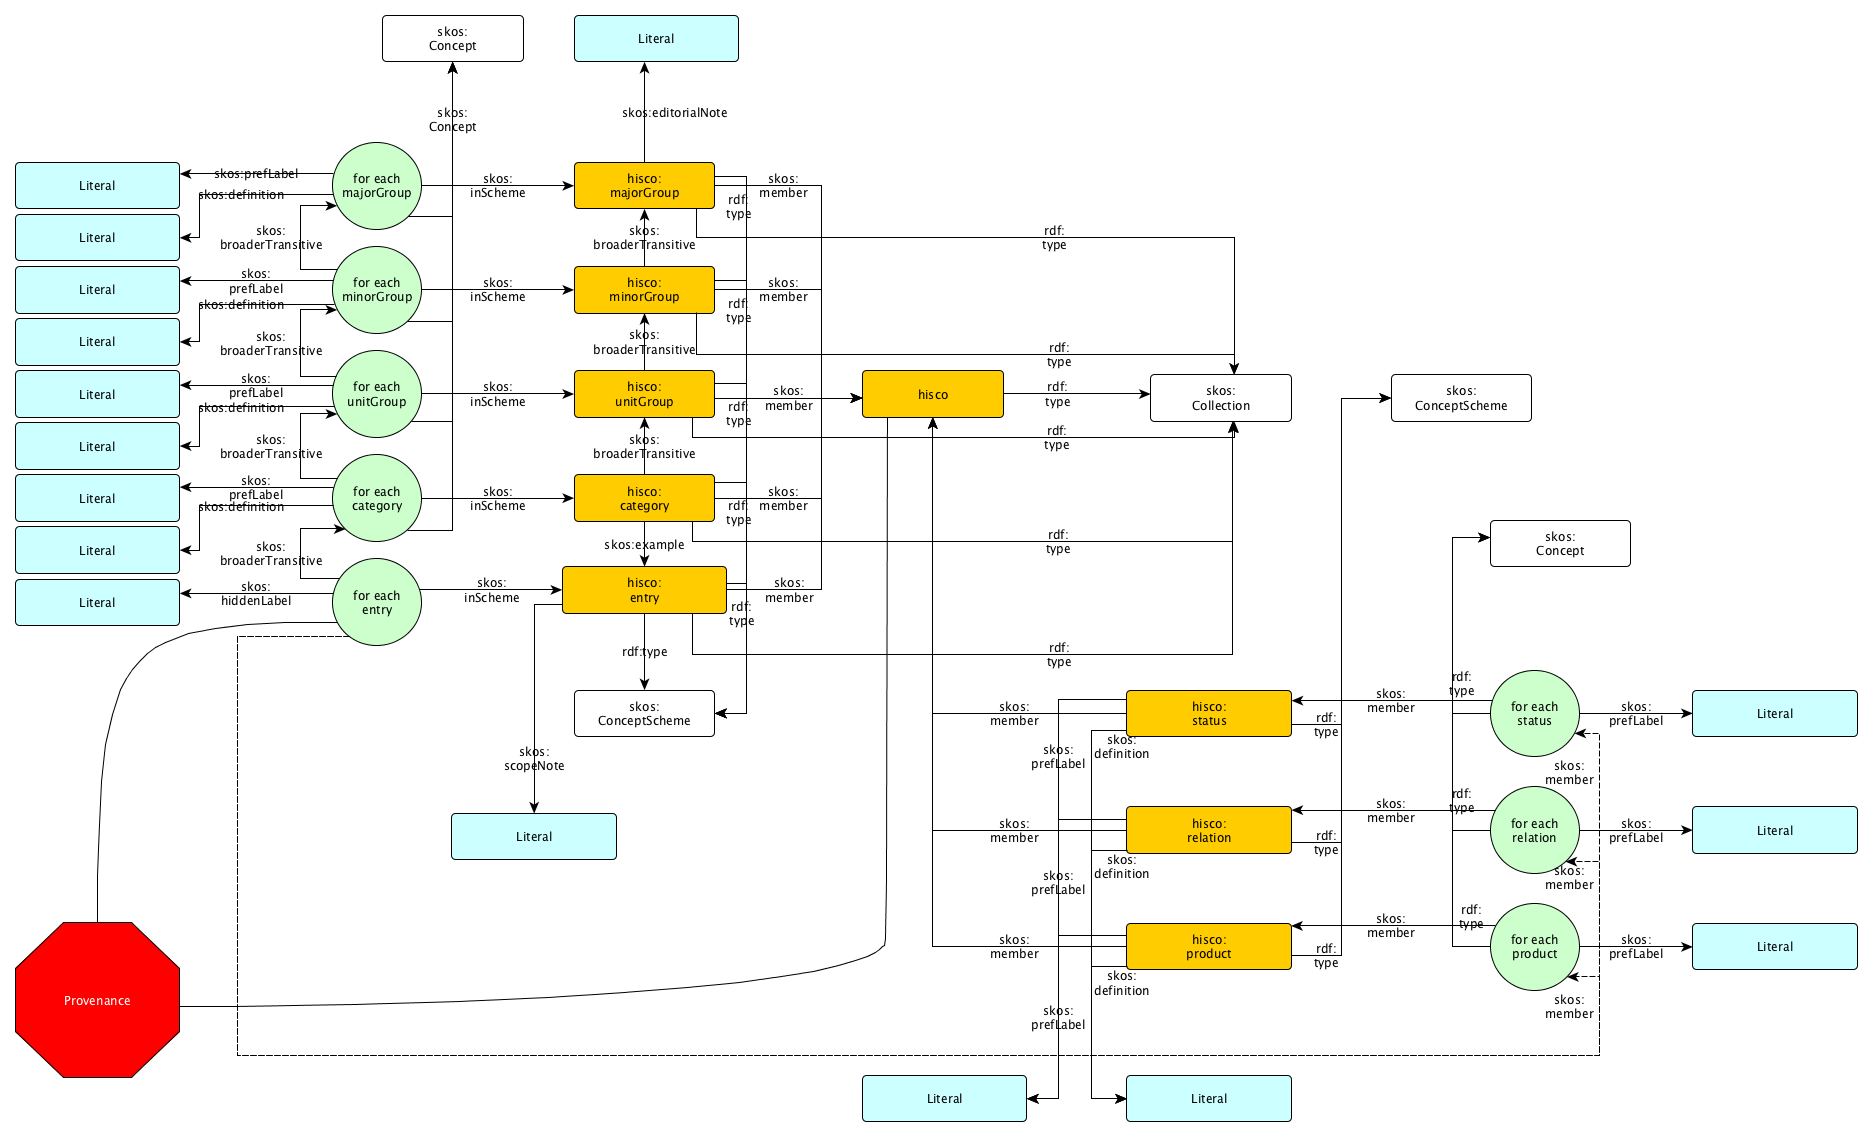 skos:
Concept
Literal
skos:
Concept
skos:editorialNote
Literal
skos:prefLabel
for each
majorGroup
skos:
inScheme
hisco:
majorGroup
skos:
member
rdf:
type
skos:definition
Literal
skos:
broaderTransitive
skos:
broaderTransitive
rdf:
type
Literal
skos:
prefLabel
for each
minorGroup
skos:
inScheme
hisco:
minorGroup
skos:
member
rdf:
type
skos:definition
Literal
skos:
broaderTransitive
skos:
broaderTransitive
rdf:
type
Literal
skos:
prefLabel
for each
unitGroup
skos:
inScheme
hisco:
unitGroup
skos:
member
rdf:
type
hisco
rdf:
type
skos:
Collection
skos:
ConceptScheme
skos:definition
Literal
skos:
broaderTransitive
skos:
broaderTransitive
rdf:
type
Literal
skos:
prefLabel
for each
category
skos:
inScheme
hisco:
category
skos:
member
rdf:
type
skos:definition
Literal
skos:
broaderTransitive
skos:example
rdf:
type
skos:
Concept
Literal
skos:
hiddenLabel
for each
entry
skos:
inScheme
hisco:
entry
skos:
member
rdf:
type
rdf:type
rdf:
type
skos:
ConceptScheme
skos:
scopeNote
Literal
skos:
member
hisco:
status
rdf:
type
skos:
member
rdf:
type
for each
status
skos:
prefLabel
Literal
skos:
prefLabel
skos:
definition
skos:
member
skos:
member
hisco:
relation
rdf:
type
skos:
member
rdf:
type
for each
relation
skos:
prefLabel
Literal
skos:
prefLabel
skos:
definition
skos:
member
skos:
member
hisco:
product
rdf:
type
skos:
member
rdf:
type
for each
product
skos:
prefLabel
Literal
skos:
prefLabel
skos:
definition
skos:
member
Provenance
Literal
Literal